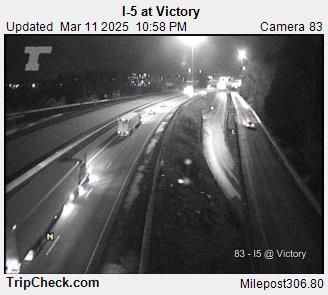 I-5 at Victory
Updated Mar 11 2025 10:58 PM Camera 83
T
N
83 - I5 @ Victory
TripCheck.com Milepost306.80